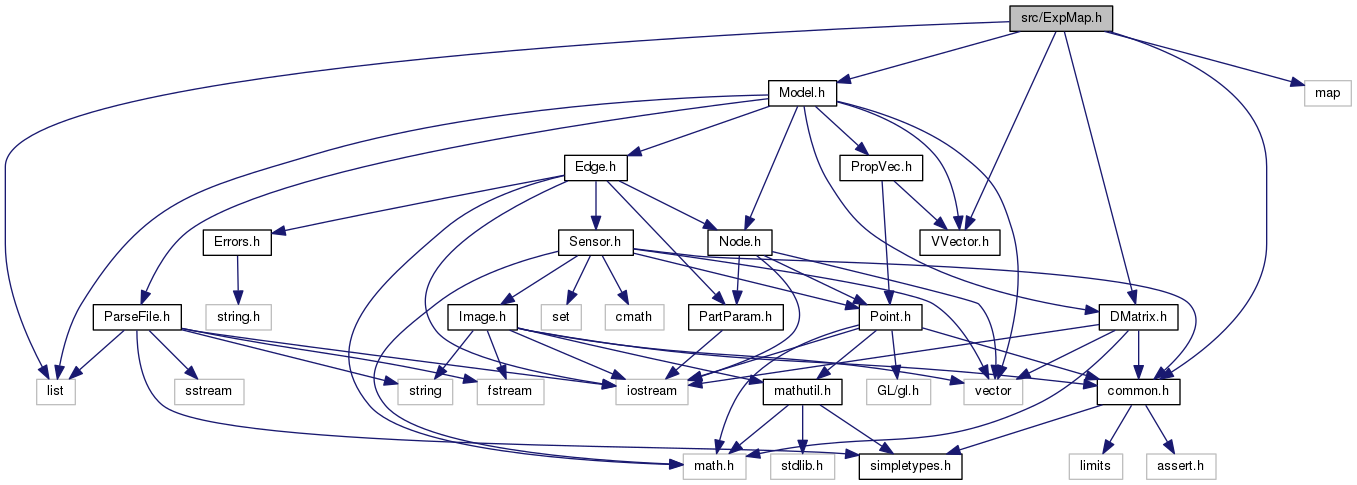 src/ExpMap.h
Model.h
map
Edge.h
PropVec.h
Errors.h
Sensor.h
Node.h
VVector.h
ParseFile.h
string.h
Image.h
set
cmath
PartParam.h
Point.h
DMatrix.h
list
sstream
string
fstream
iostream
mathutil.h
GL/gl.h
vector
common.h
math.h
stdlib.h
simpletypes.h
limits
assert.h